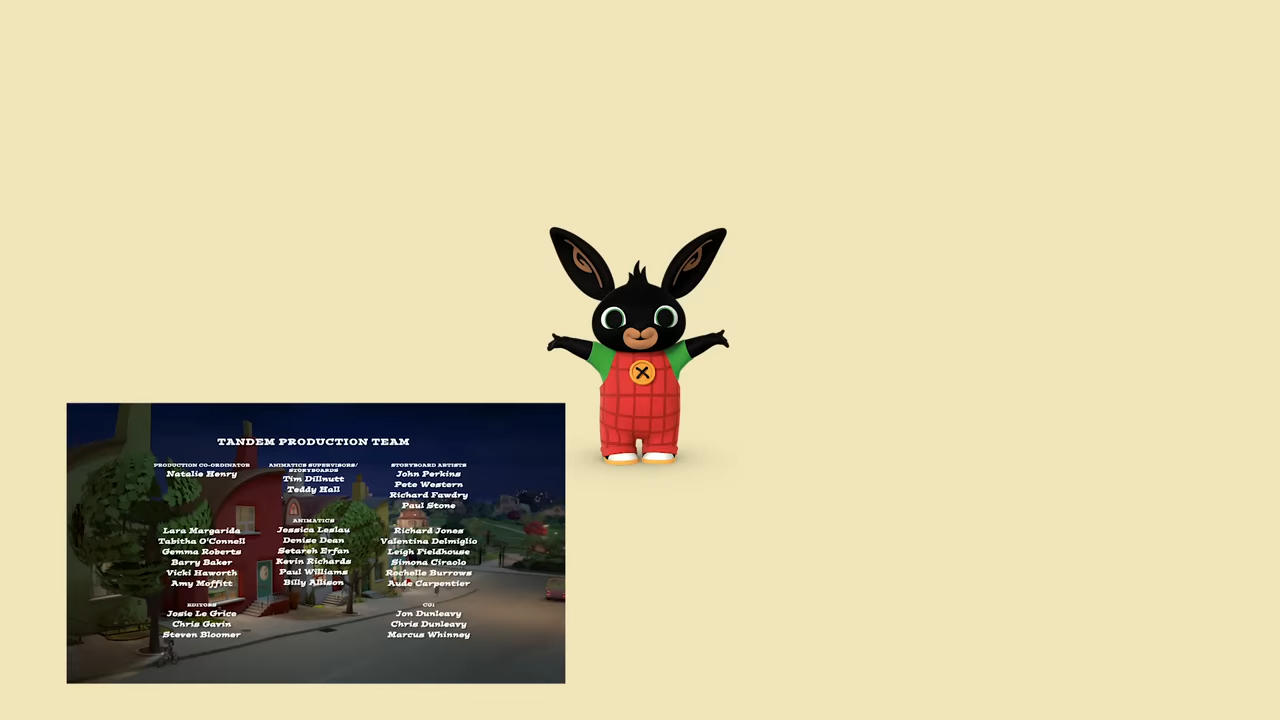 TANDEM PRODUCTION TEAM
PRODUCTION CO-ORDINATOR
Natalie Henry
ANIMATICS SUPERVISORS/
STORYBOARDS
Tim Dillnutt
Teddy Hall
STORYBOARD ARTISTS
John Perkins
Pete Western
Richard Fawdry
Paul Stone
ANIMATICS
Lara Margarida
Tabitha O'Connell
Gemma Roberts
Barry Baker
Vicki Haworth
Amy Moffitt
Jessica Leslau
Denise Dean
Setareh Erfan
Kevin Richards
Paul Williams
Billy Allison
Richard Jones
Valentina Delmiglio
Leigh Fieldhouse
Simona Ciraolo
Rochelle Burrows
Aude Carpentier
EDITORS
Josie Le Grice
Chris Gavin
Steven Bloomer
CGI
Jon Dunleavy
Chris Dunleavy
Marcus Whinney